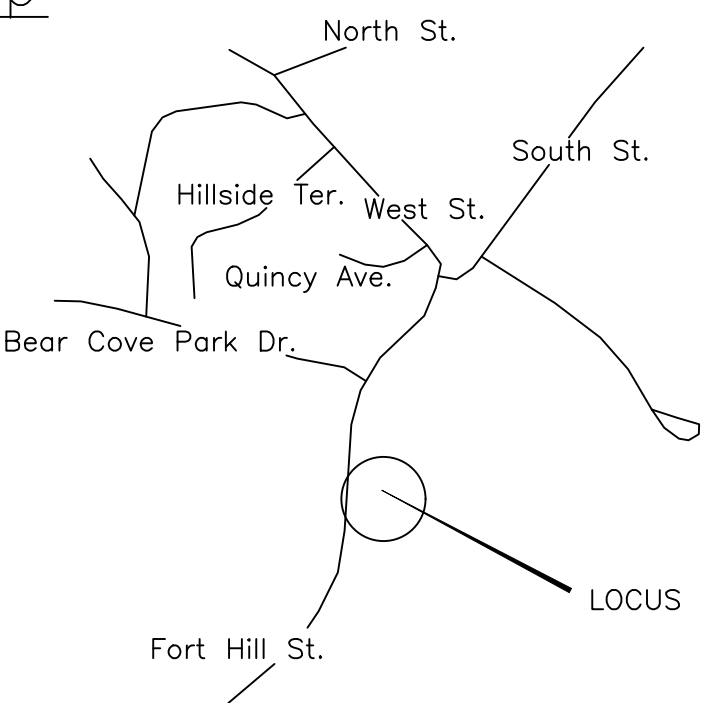 North St.
South St.
Hillside Ter.
West St.
Quincy Ave.
Bear Cove Park Dr.
LOCUS
Fort Hill St.